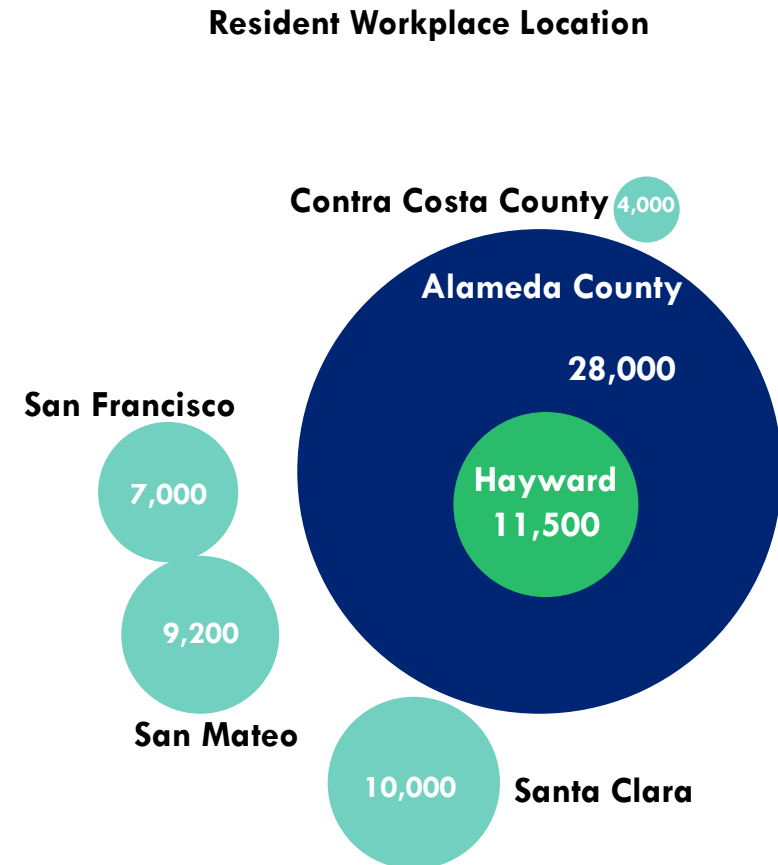 Resident Workplace Location
Contra Costa County
4,000
Alameda County
28,000
San Francisco
7,000
Hayward
11,500
9,200
San Mateo
10,000
Santa Clara